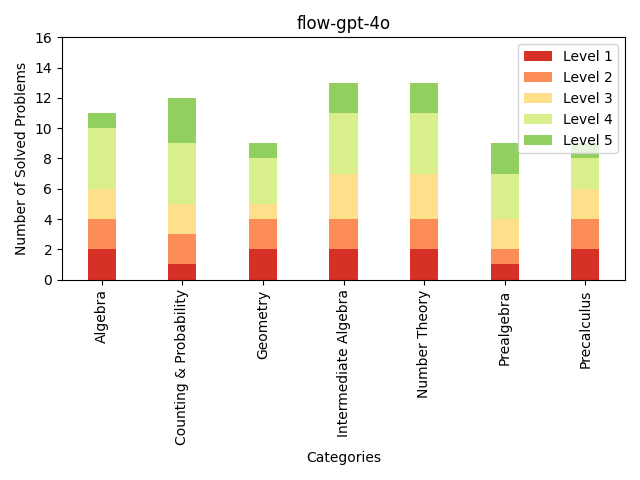 flow-gpt-4o
Number of Solved Problems
16
14
12
10
8
6
4
2
0
Level 1
Level 2
Level 3
Level 4
Level 5
Algebra
Counting & Probability
Geometry
Intermediate Algebra
Number Theory
Prealgebra
Precalculus
Categories